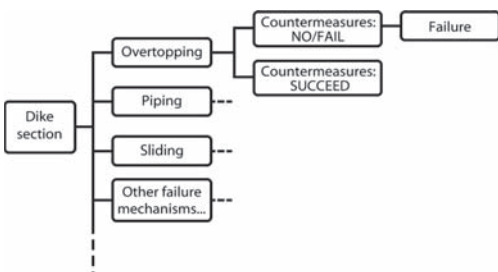 Countermeasures:
NO/FAIL
Failure
Overtopping
Countermeasures:
SUCCEED
Piping
Dike
section
Sliding
Other failure
mechanisms...